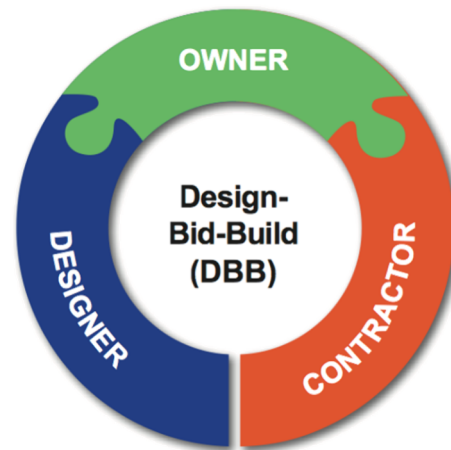 OWNER
Design-
Bid-Build
(DBB)
DESIGNER
CONTRACTOR